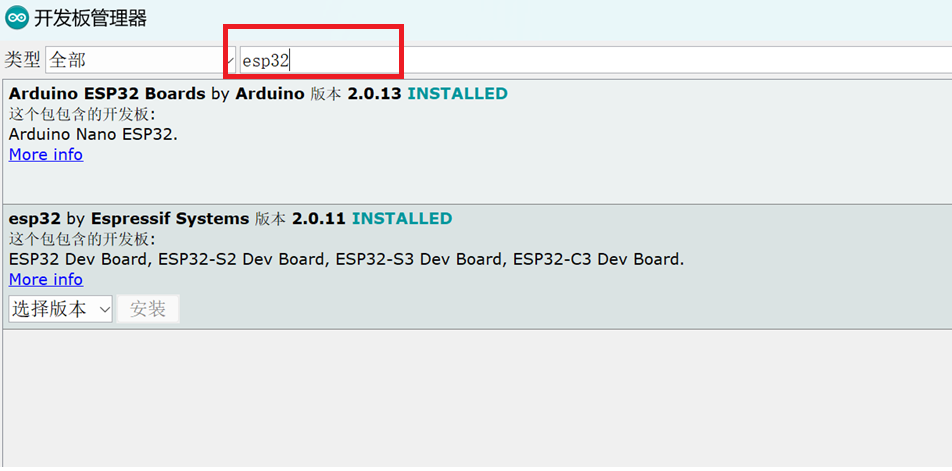 开发板管理器
类型 全部 esp32
Arduino ESP32 Boards by Arduino 版本 2.0.13 INSTALLED
这个包包含的开发板:
Arduino Nano ESP32.
More info
esp32 by Espressif Systems 版本 2.0.11 INSTALLED
这个包包含的开发板:
ESP32 Dev Board, ESP32-S2 Dev Board, ESP32-S3 Dev Board, ESP32-C3 Dev Board.
More info
选择版本 安装